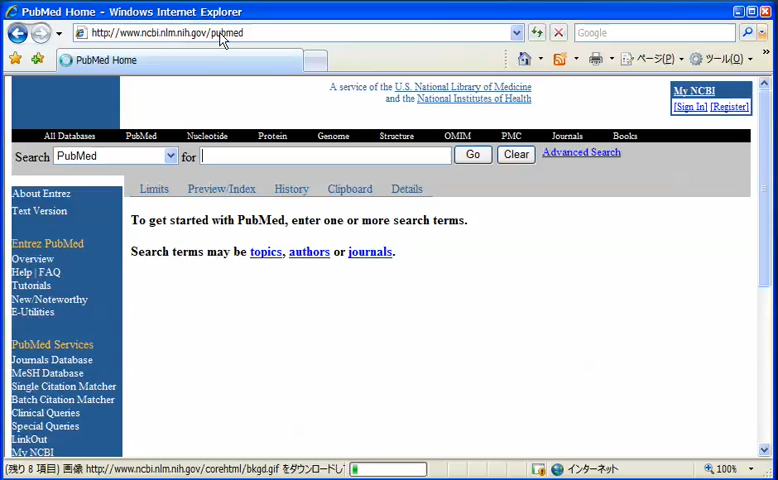 PubMed Home - Windows Internet Explorer
http://www.ncbi.nlm.nih.gov/pubmed
Google
PubMed Home
ページ(P)
ツール(O)
A service of the U.S. National Library of Medicine
and the National Institutes of Health
My NCBI
[Sign In] [Register]
All Databases PubMed Nucleotide Protein Genome Structure OMIM PMC Journals Books
Search PubMed for Go Clear Advanced Search
Limits Preview/Index History Clipboard Details
About Entrez
Text Version
To get started with PubMed, enter one or more search terms.
Search terms may be topics, authors or journals.
Entrez PubMed
Overview
Help | FAQ
Tutorials
New/Noteworthy
E-Utilities
PubMed Services
Journals Database
MeSH Database
Single Citation Matcher
Batch Citation Matcher
Clinical Queries
Special Queries
LinkOut
My NCBI
(残り 8 項目) 画像 http://www.ncbi.nlm.nih.gov/corehtml/bkgd.gif をダウンロードし
インターネット
100%